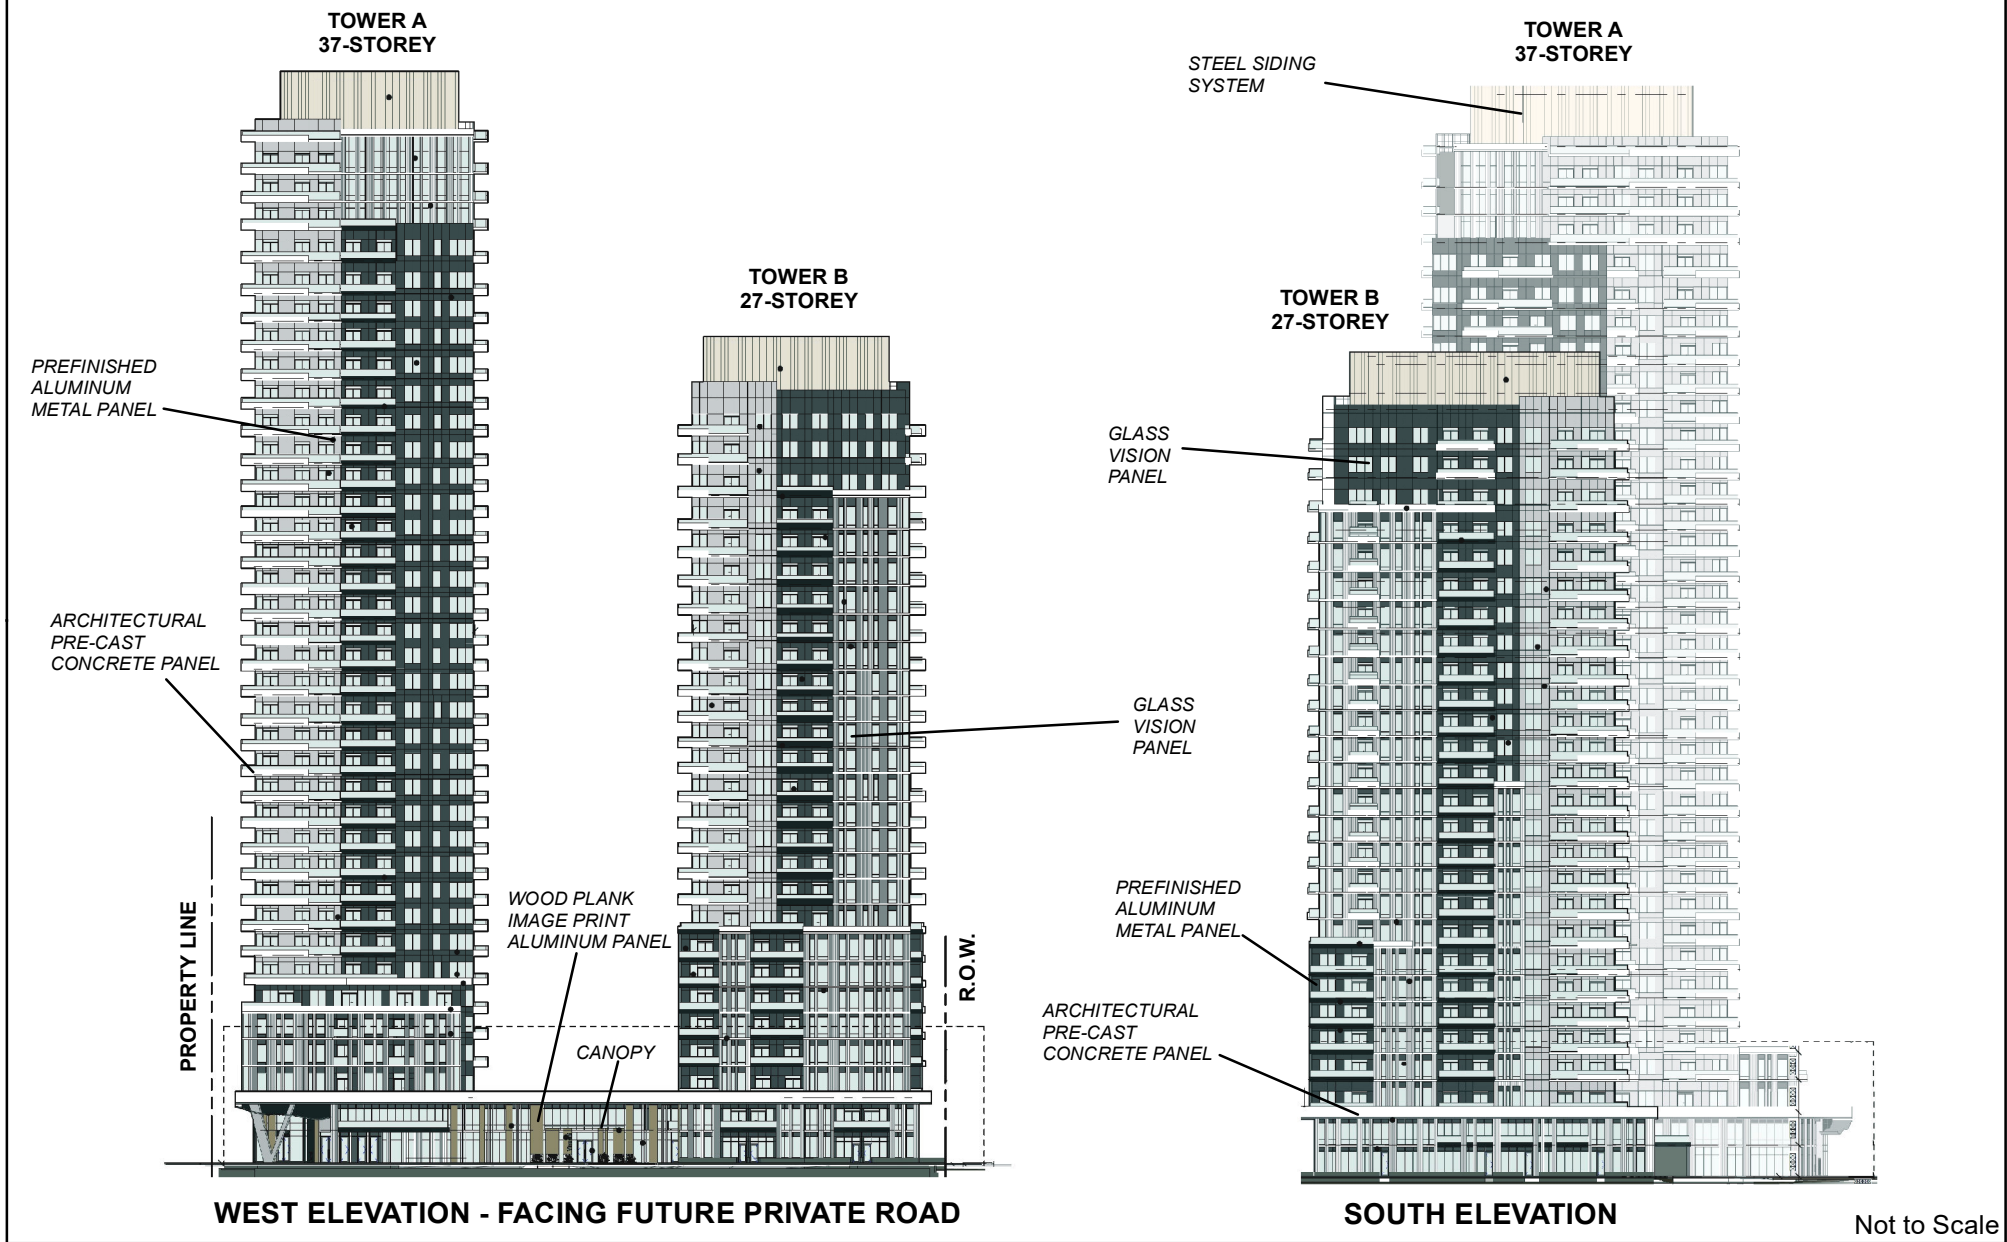 TOWER A
37-STOREY
TOWER B
27-STOREY
PREFINISHED
ALUMINUM
METAL PANEL
ARCHITECTURAL
PRE-CAST
CONCRETE PANEL
PROPERTY LINE
WOOD PLANK
IMAGE PRINT
ALUMINUM PANEL
CANOPY
R.O.W.
WEST ELEVATION - FACING FUTURE PRIVATE ROAD
TOWER A
37-STOREY
STEEL SIDING
SYSTEM
TOWER B
27-STOREY
GLASS
VISION
PANEL
GLASS
VISION
PANEL
PREFINISHED
ALUMINUM
METAL PANEL
ARCHITECTURAL
PRE-CAST
CONCRETE PANEL
SOUTH ELEVATION
Not to Scale